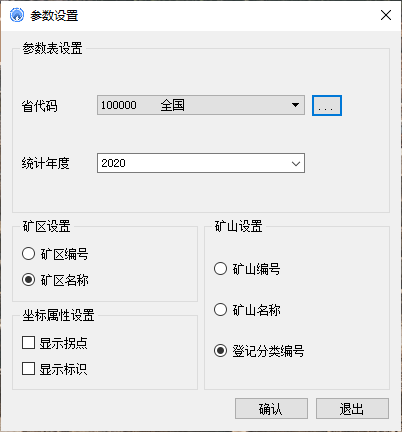 参数设置
参数表设置
省代码
100000 全国
...
统计年度
2020
矿区设置
矿区编号
矿区名称
坐标属性设置
显示拐点
显示标识
矿山设置
矿山编号
矿山名称
登记分类编号
确认
退出